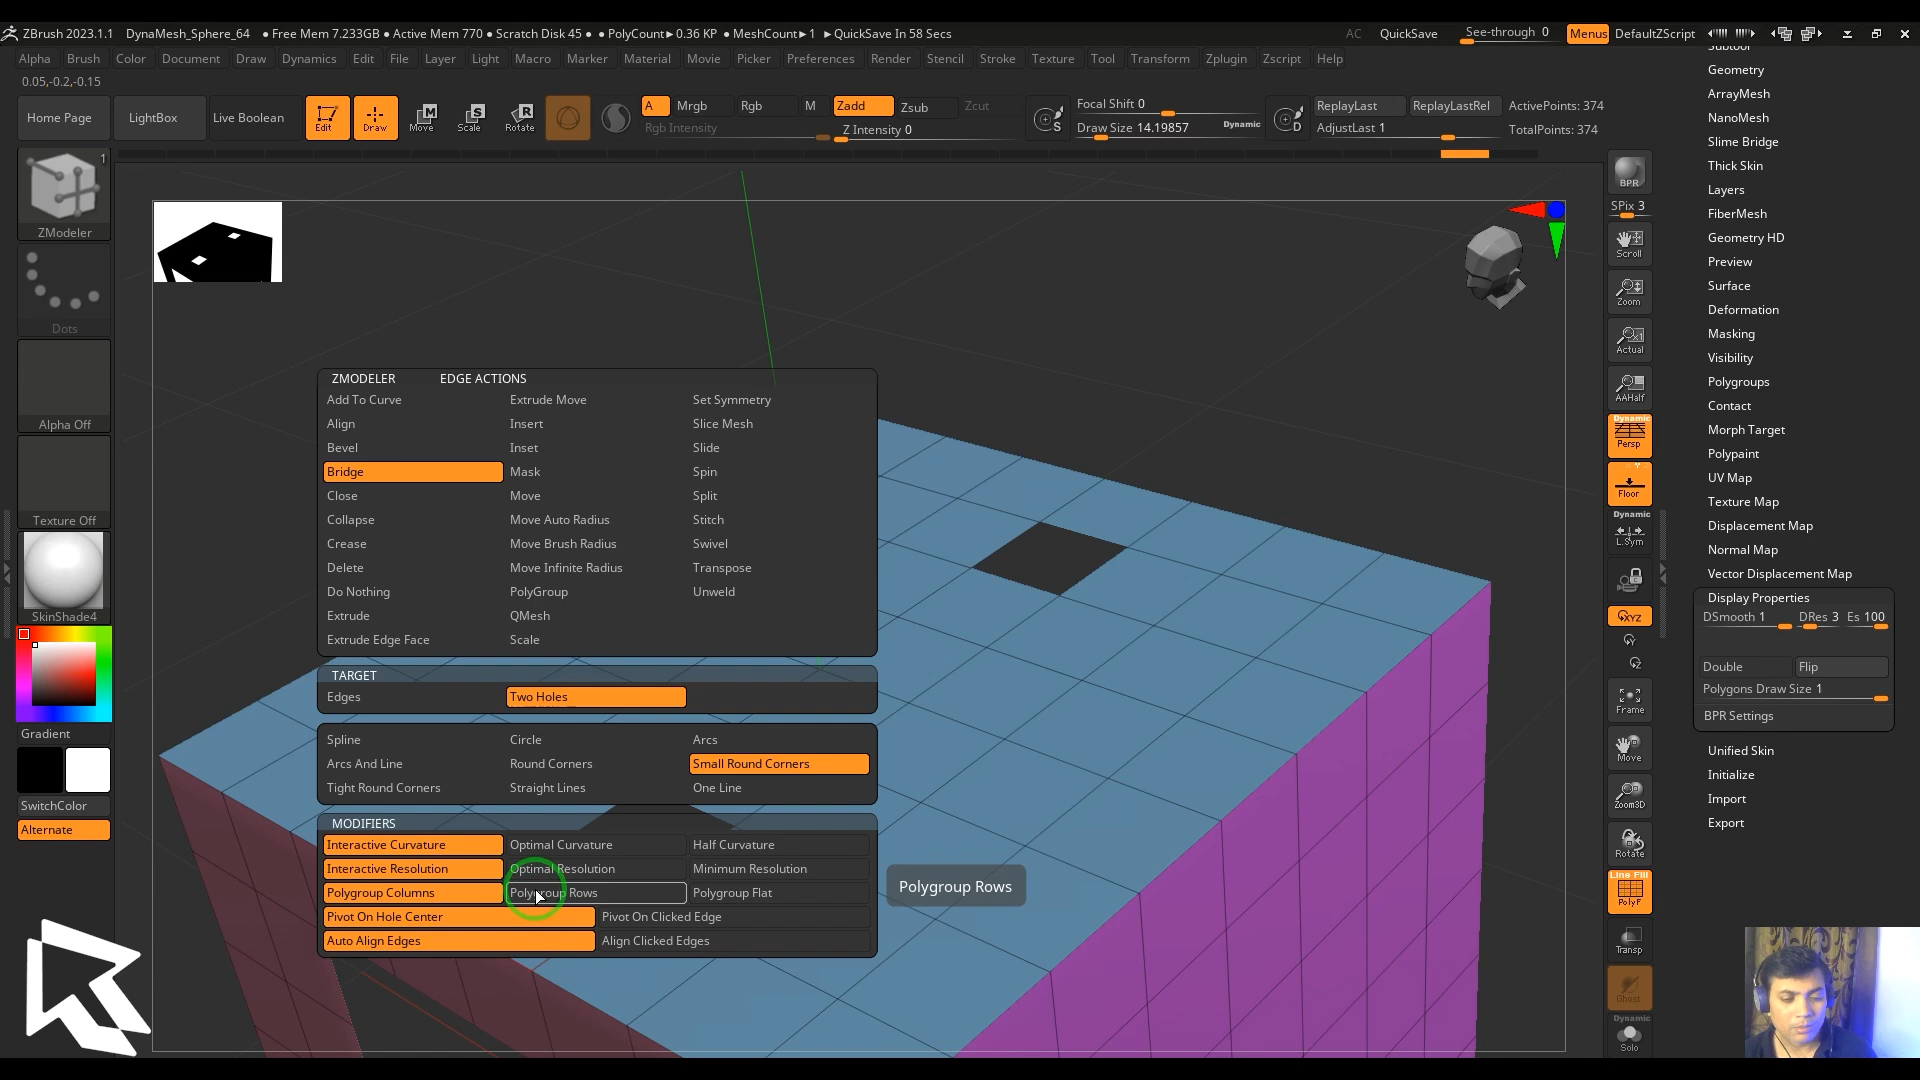 ZBrush 2023.1.1 DynaMesh_Sphere_64 ● Free Mem 7.233GB ● Active Mem 770 ● Scratch Disk 45 ● ● PolyCount► 0.36 KP ● MeshCount► 1 ►QuickSave In 58 Secs AC QuickSave See-through 0 Menus DefaultZScript
Alpha Brush Color Document Draw Dynamics Edit File Layer Light Macro Marker Material Movie Picker Preferences Render Stencil Stroke Texture Tool Transform Zplugin Zscript Help
0.05,-0.2,-0.15
Home Page LightBox Live Boolean Edit Draw Move Scale Rotate
A Mrgb Rgb M Zadd Zsub Zcut
Rgb Intensity Z Intensity 0
S Focal Shift 0
Draw Size 14.19857 Dynamic
D ReplayLast ReplayLastRel ActivePoints: 374
AdjustLast 1 TotalPoints: 374
1
ZModeler
Dots
Alpha Off
Texture Off
SkinShade4
Gradient
SwitchColor
Alternate
ZMODELER EDGE ACTIONS
Add To Curve Extrude Move Set Symmetry
Align Insert Slice Mesh
Bevel Inset Slide
Bridge Mask Spin
Close Move Split
Collapse Move Auto Radius Stitch
Crease Move Brush Radius Swivel
Delete Move Infinite Radius Transpose
Do Nothing PolyGroup Unweld
Extrude QMesh
Extrude Edge Face Scale
TARGET
Edges Two Holes
Spline Circle Arcs
Arcs And Line Round Corners Small Round Corners
Tight Round Corners Straight Lines One Line
MODIFIERS
Interactive Curvature Optimal Curvature Half Curvature
Interactive Resolution Optimal Resolution Minimum Resolution
Polygroup Columns Polygroup Rows Polygroup Flat
Pivot On Hole Center Pivot On Clicked Edge
Auto Align Edges Align Clicked Edges
Polygroup Rows
BPR
SPix 3
Scroll
Zoom
Actual
AAHalf
Dynamic
Persp
Floor
Dynamic
L.Sym
XYZ
Y
Z
Frame
Move
Zoom3D
Rotate
Line Fill
PolyF
Transp
Ghost
Dynamic
Solo
Subtool
Geometry
ArrayMesh
NanoMesh
Slime Bridge
Thick Skin
Layers
FiberMesh
Geometry HD
Preview
Surface
Deformation
Masking
Visibility
Polygroups
Contact
Morph Target
Polypaint
UV Map
Texture Map
Displacement Map
Normal Map
Vector Displacement Map
Display Properties
DSmooth 1 DRes 3 Es 100
Double Flip
Polygons Draw Size 1
BPR Settings
Unified Skin
Initialize
Import
Export